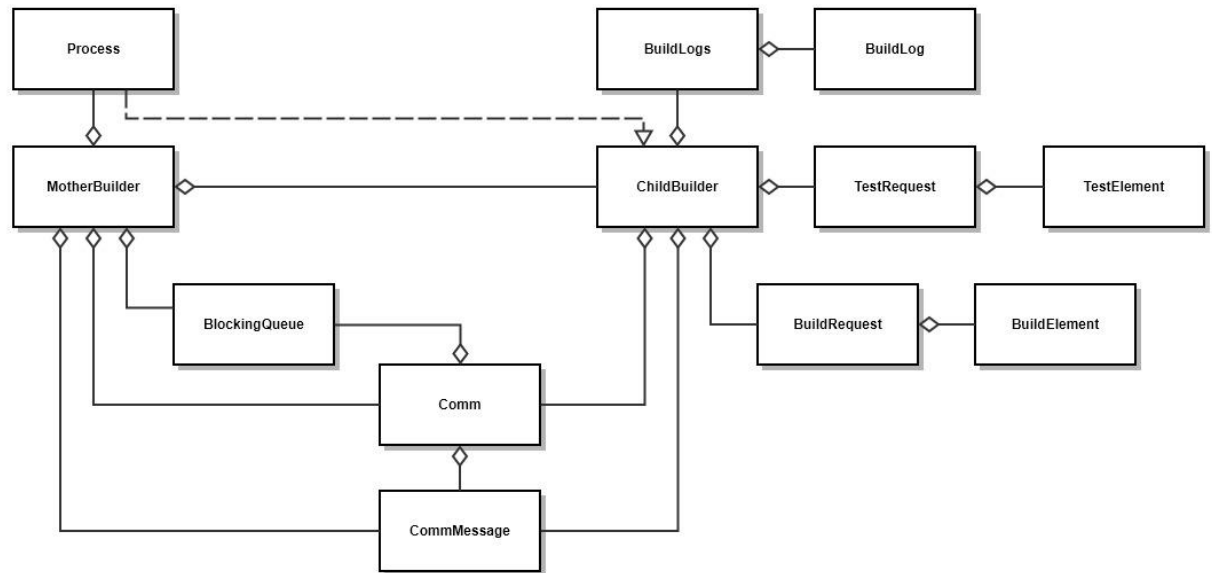 Process
BuildLogs
BuildLog
MotherBuilder
ChildBuilder
TestRequest
TestElement
BlockingQueue
BuildRequest
BuildElement
Comm
CommMessage